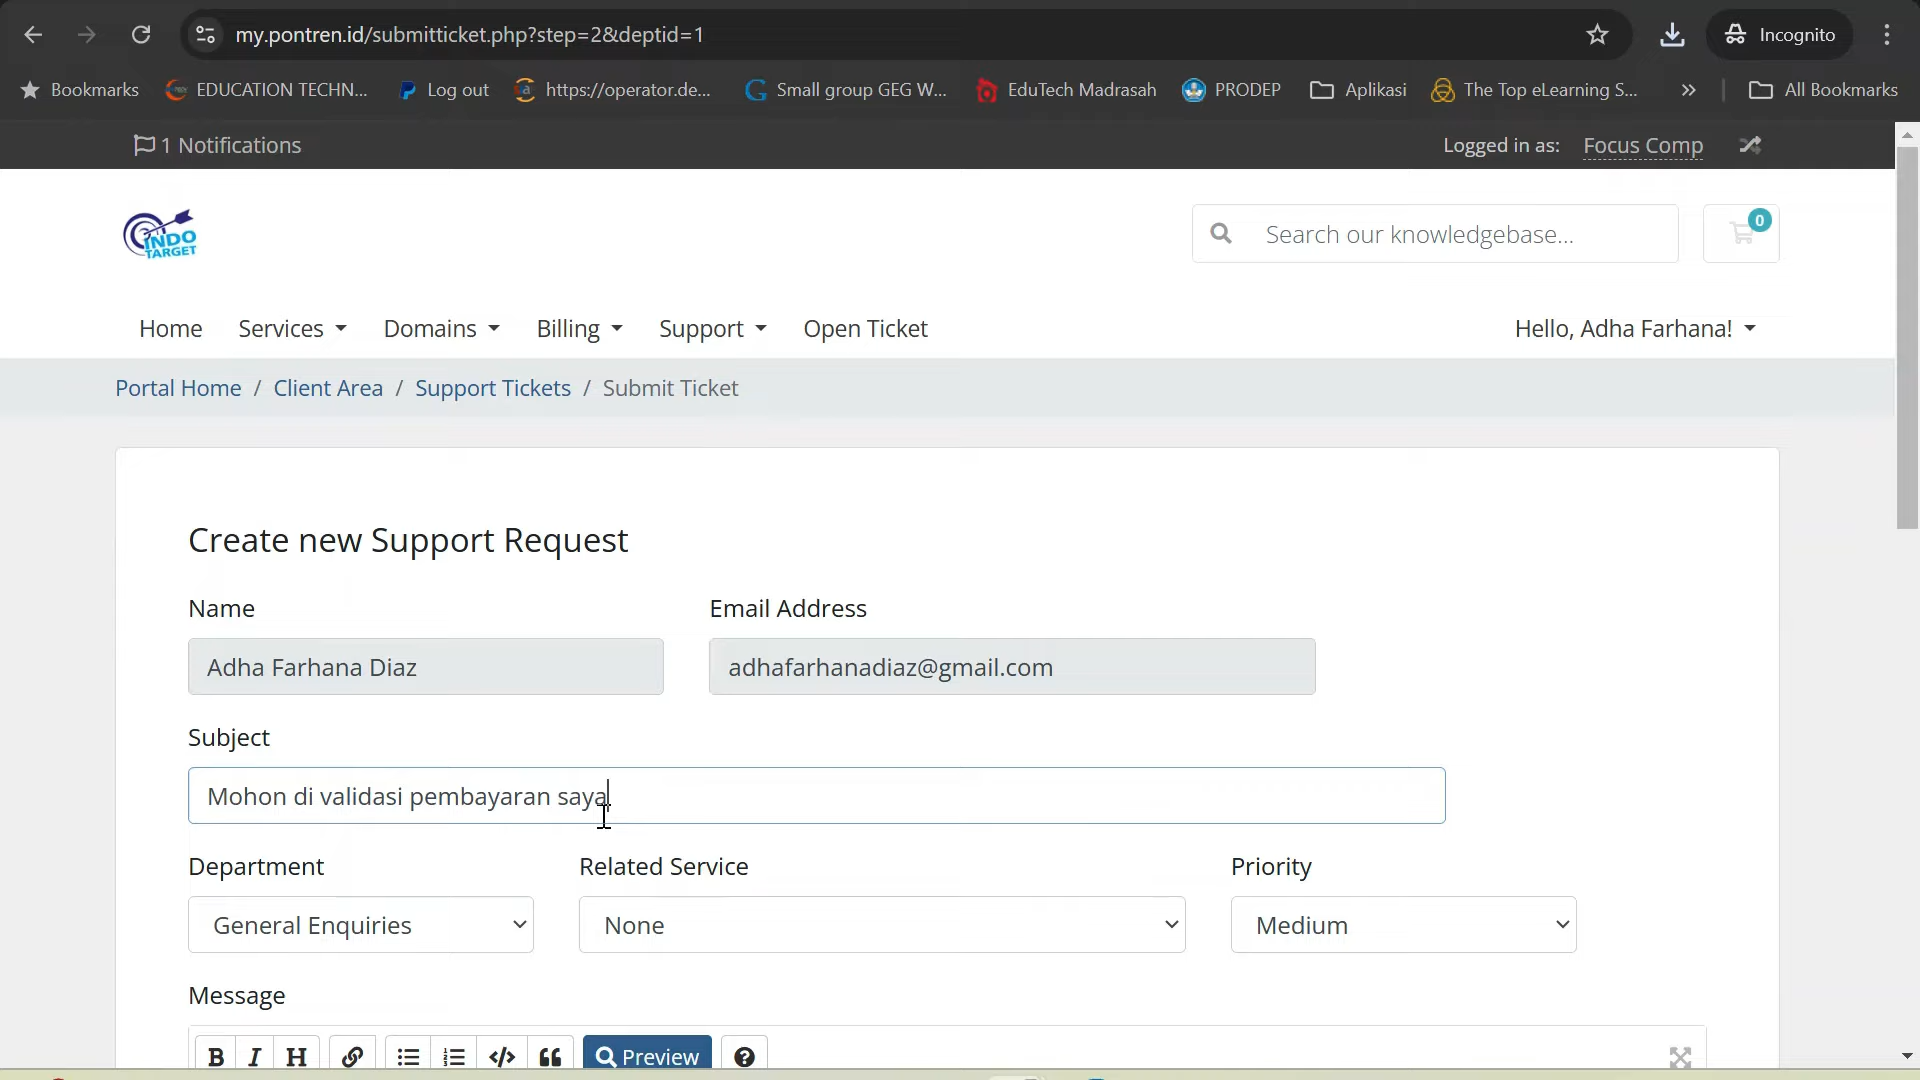 my.pontren.id/submitticket.php?step=2&deptid=1
Incognito
Bookmarks
EDUCATION TECHN...
Log out
https://operator.de...
Small group GEG W...
EduTech Madrasah
PRODEP
Aplikasi
The Top eLearning S...
All Bookmarks
1 Notifications
Logged in as: Focus Comp
INDO
TARGET
Search our knowledgebase...
0
Home
Services
Domains
Billing
Support
Open Ticket
Hello, Adha Farhana!
Portal Home / Client Area / Support Tickets / Submit Ticket
Create new Support Request
Name
Email Address
Adha Farhana Diaz
adhafarhanadiaz@gmail.com
Subject
Mohon di validasi pembayaran saya
Department
Related Service
Priority
General Enquiries
None
Medium
Message
B I H
Preview